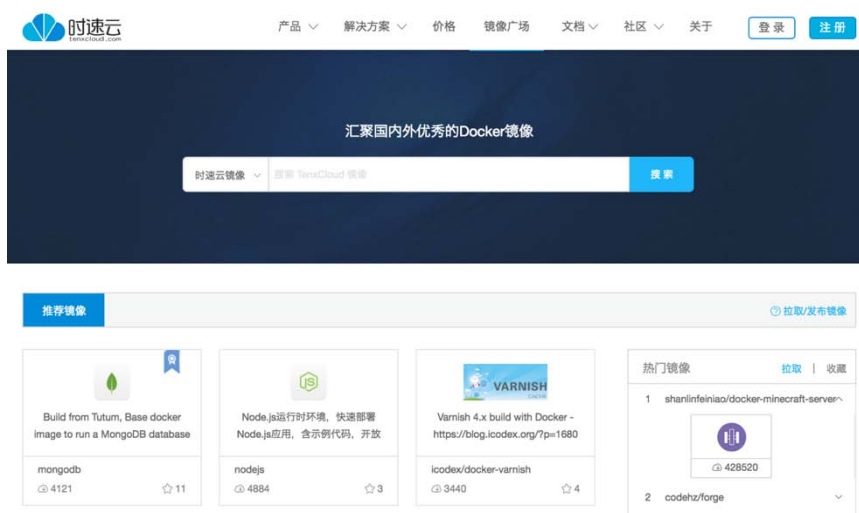 时速云
tenxcloud.com
产品 解决方案 价格 镜像广场 文档 社区 关于 登录 注册
汇聚国内外优秀的Docker镜像
时速云镜像 搜索 TenxCloud 镜像 搜索
推荐镜像 拉取/发布镜像
Build from Tutum, Base docker
image to run a MongoDB database
mongodb
4121 11
Node.js运行时环境，快速部署
Node.js应用，含示例代码，开放
nodejs
4884 3
VARNISH
Varnish 4.x build with Docker -
https://blog.icodex.org/?p=1680
icodex/docker-varnish
3440 4
热门镜像 拉取 | 收藏
1 shanlinfeiniao/docker-minecraft-server
428520
2 codehz/forge